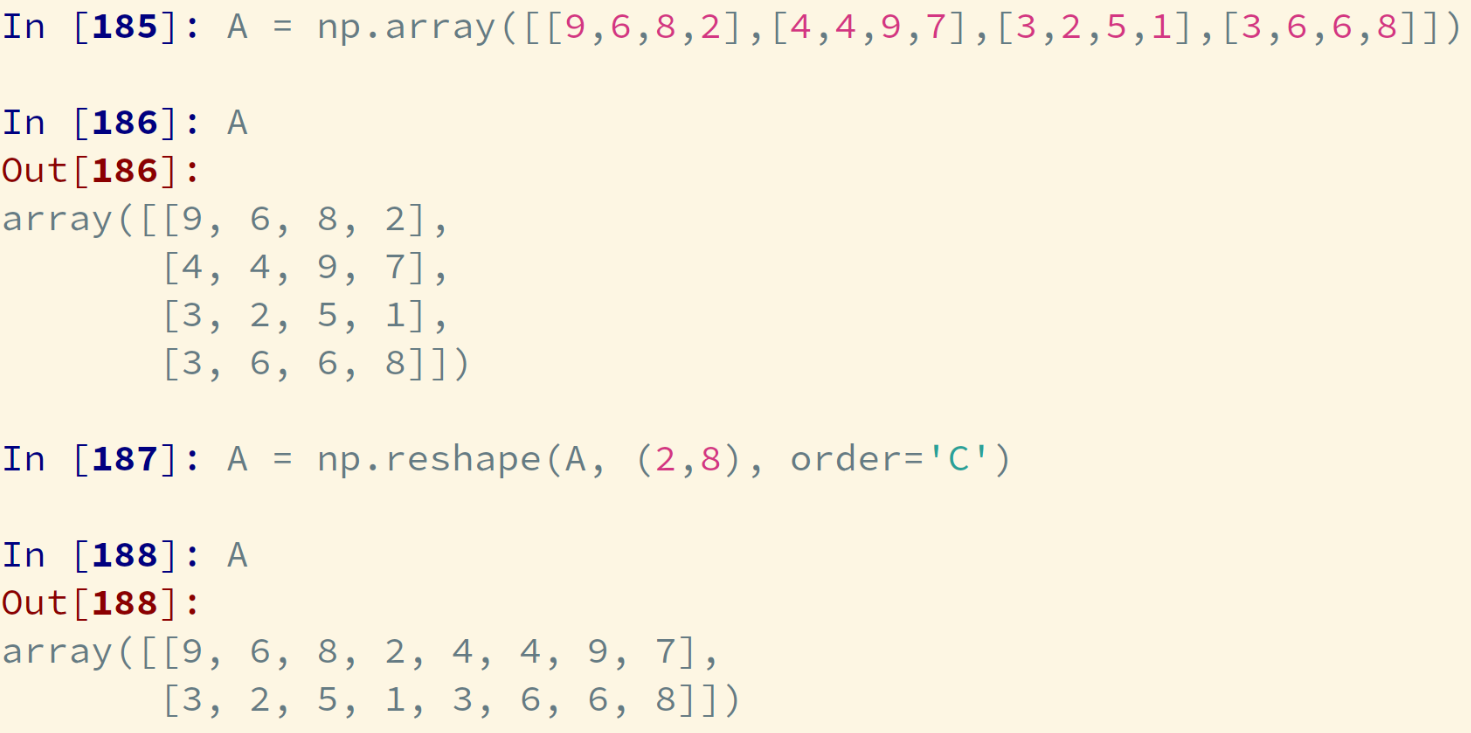 In [185]: A = np.array([[9,6,8,2],[4,4,9,7],[3,2,5,1],[3,6,6,8]])
In [186]: A
Out[186]:
array([[9, 6, 8, 2],
       [4, 4, 9, 7],
       [3, 2, 5, 1],
       [3, 6, 6, 8]])
In [187]: A = np.reshape(A, (2,8), order='C')
In [188]: A
Out[188]:
array([[9, 6, 8, 2, 4, 4, 9, 7],
       [3, 2, 5, 1, 3, 6, 6, 8]])